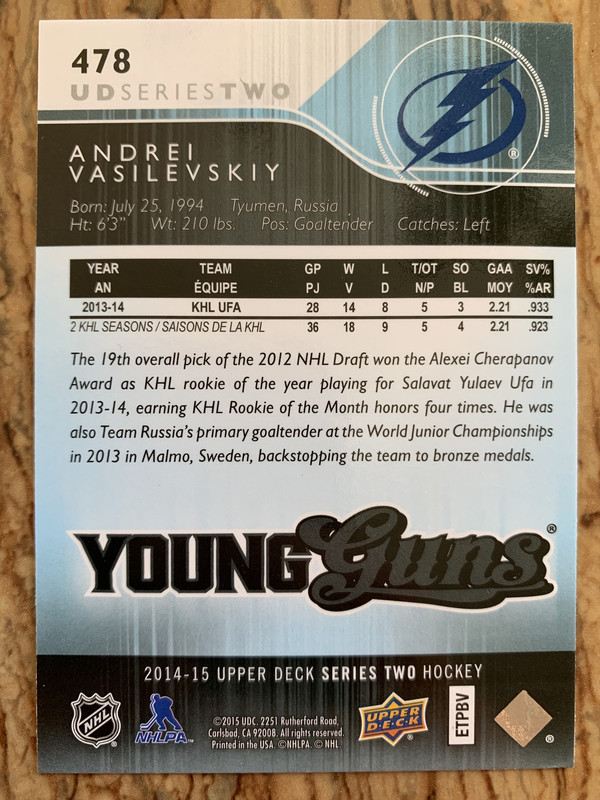 478
UDSERIESTWO
®
ANDREI
VASILEVSKIY
Born: July 25, 1994 Tyumen, Russia
Ht: 6'3" Wt: 210 lbs. Pos: Goaltender Catches: Left
YEAR TEAM GP W L T/OT SO GAA SV%
AN ÉQUIPE PJ V D N/P BL MOY %AR
2013-14 KHL UFA 28 14 8 5 3 2.21 .933
2 KHL SEASONS / SAISONS DE LA KHL 36 18 9 5 4 2.21 .923
The 19th overall pick of the 2012 NHL Draft won the Alexei Cherapanov
Award as KHL rookie of the year playing for Salavat Yulaev Ufa in
2013-14, earning KHL Rookie of the Month honors four times. He was
also Team Russia's primary goaltender at the World Junior Championships
in 2013 in Malmo, Sweden, backstopping the team to bronze medals.
YOUNG Guns®
2014-15 UPPER DECK SERIES TWO HOCKEY
NHL
NHLPA™
©2015 UDC. 2251 Rutherford Road,
Carlsbad, CA 92008. All rights reserved.
Printed in the USA. ©NHLPA. © NHL.
UPPER DECK®
ETPBV
®